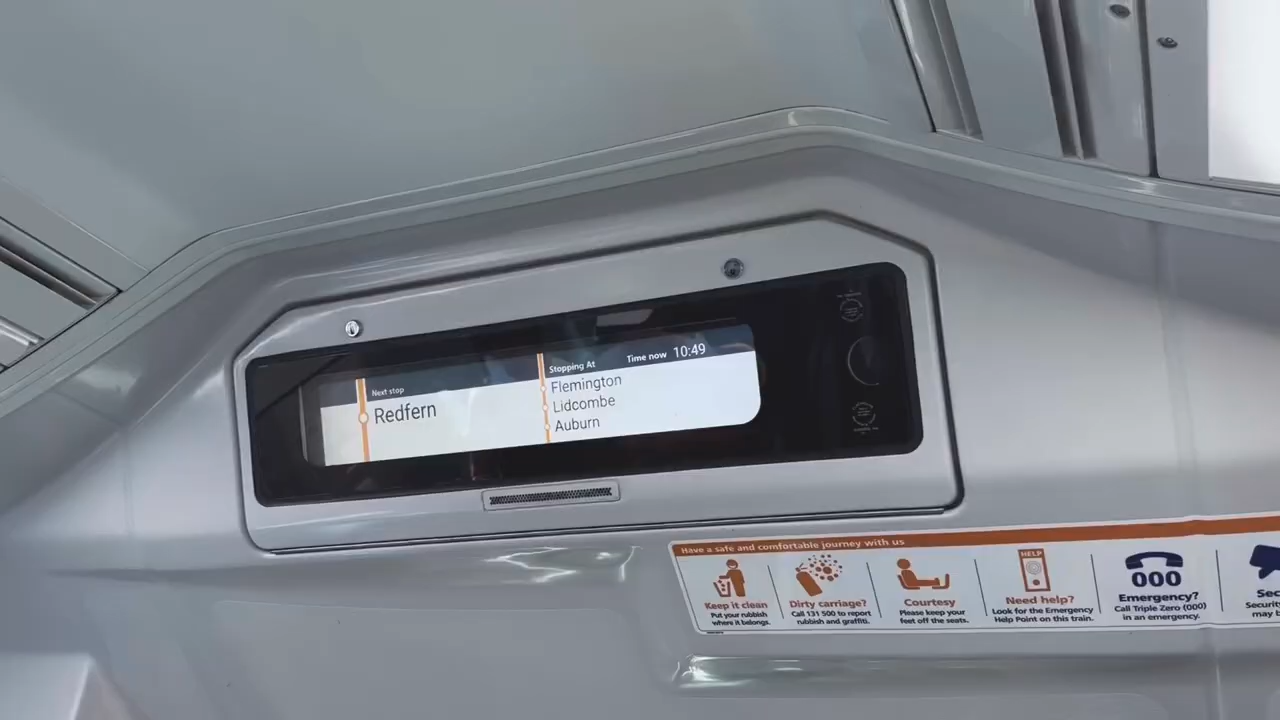 Next stop
Redfern
Stopping At
Time now 10:49
Flemington
Lidcombe
Auburn
Have a safe and comfortable journey with us
Keep it clean
Put your rubbish
where it belongs.
Dirty carriage?
Call 131 500 to report
rubbish and graffiti.
Courtesy
Please keep your
feet off the seats.
HELP
Need help?
Look for the Emergency
Help Point on this train.
000
Emergency?
Call Triple Zero (000)
in an emergency.
may b